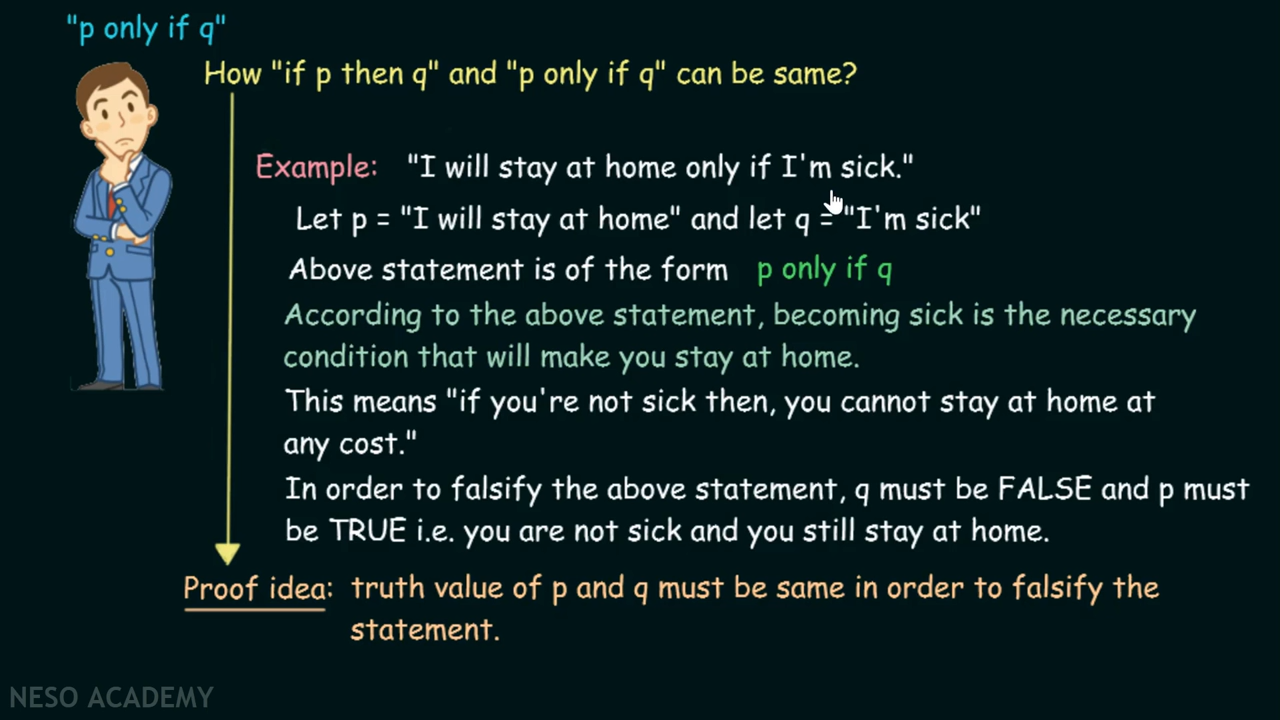 "p only if q"
How "if p then q" and "p only if q" can be same?
Example: "I will stay at home only if I'm sick."
Let p = "I will stay at home" and let q = "I'm sick"
Above statement is of the form p only if q
According to the above statement, becoming sick is the necessary
condition that will make you stay at home.
This means "if you're not sick then, you cannot stay at home at
any cost."
In order to falsify the above statement, q must be FALSE and p must
be TRUE i.e. you are not sick and you still stay at home.
Proof idea: truth value of p and q must be same in order to falsify the
statement.
NESO ACADEMY